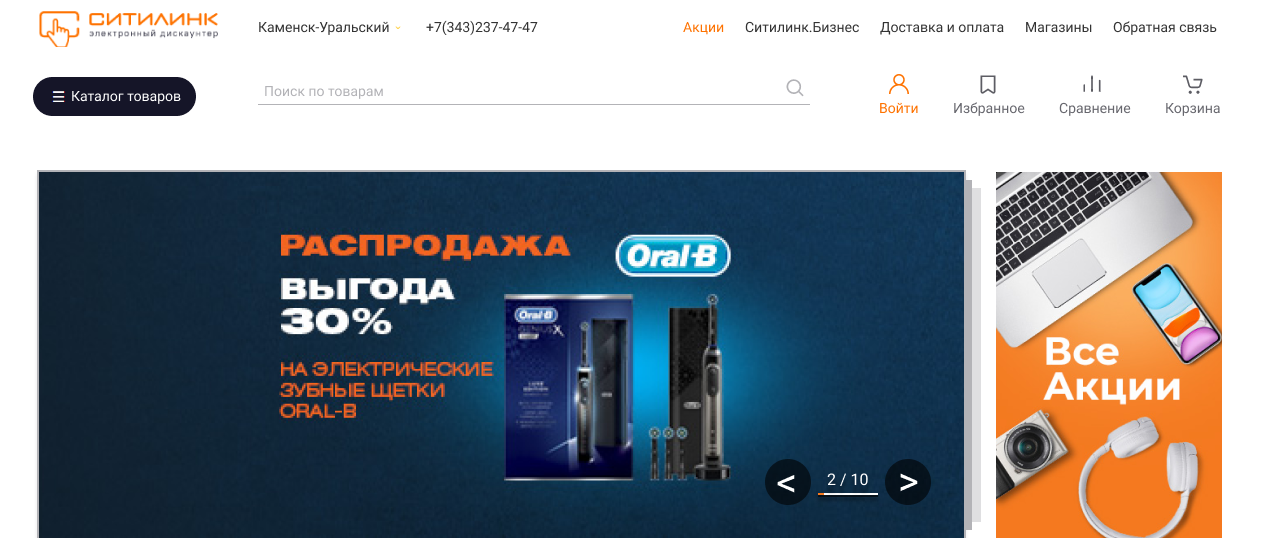 СИТИЛИНК
электронный дискаунтер
Каменск-Уральский
+7(343)237-47-47
Акции
Ситилинк.Бизнес
Доставка и оплата
Магазины
Обратная связь
Каталог товаров
Поиск по товарам
Войти
Избранное
Сравнение
Корзина
РАСПРОДАЖА
ВЫГОДА
30%
НА ЭЛЕКТРИЧЕСКИЕ
ЗУБНЫЕ ЩЕТКИ
ORAL-B
Oral-B
Oral-B
GENIUS X
< 2 / 10 >
Все
Акции